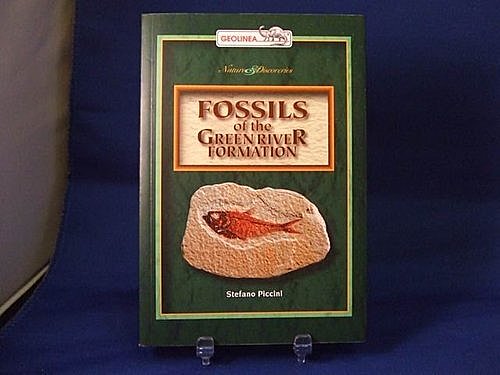 GEOLINEA
Nature & Discoveries
FOSSILS
of the
GREEN RIVER
FORMATION
Stefano Piccini